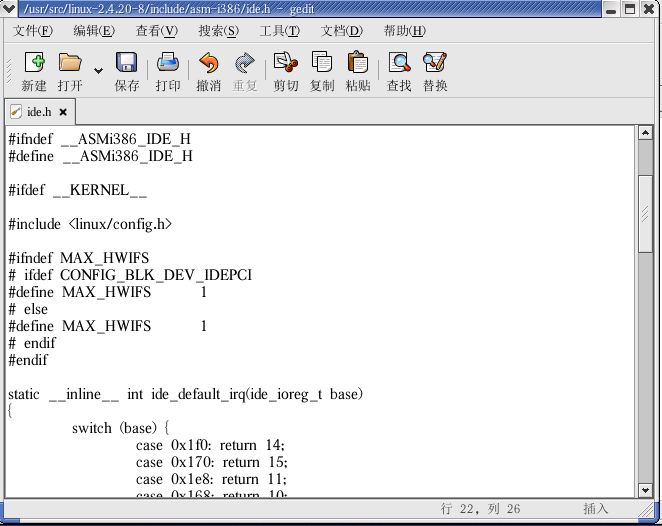 /usr/src/linux-2.4.20-8/include/asm-i386/ide.h - gedit
文件(F) 编辑(E) 查看(V) 搜索(S) 工具(T) 文档(D) 帮助(H)
新建 打开 保存 打印 撤消 重复 剪切 复制 粘贴 查找 替换
ide.h
#ifndef __ASMi386_IDE_H
#define __ASMi386_IDE_H
#ifdef __KERNEL__
#include <linux/config.h>
#ifndef MAX_HWIFS
# ifdef CONFIG_BLK_DEV_IDEPCI
#define MAX_HWIFS 1
# else
#define MAX_HWIFS 1
# endif
#endif
static __inline__ int ide_default_irq(ide_ioreg_t base)
{
switch (base) {
case 0x1f0: return 14;
case 0x170: return 15;
case 0x1e8: return 11;
case 0x168: return 10;
行 22, 列 26 插入